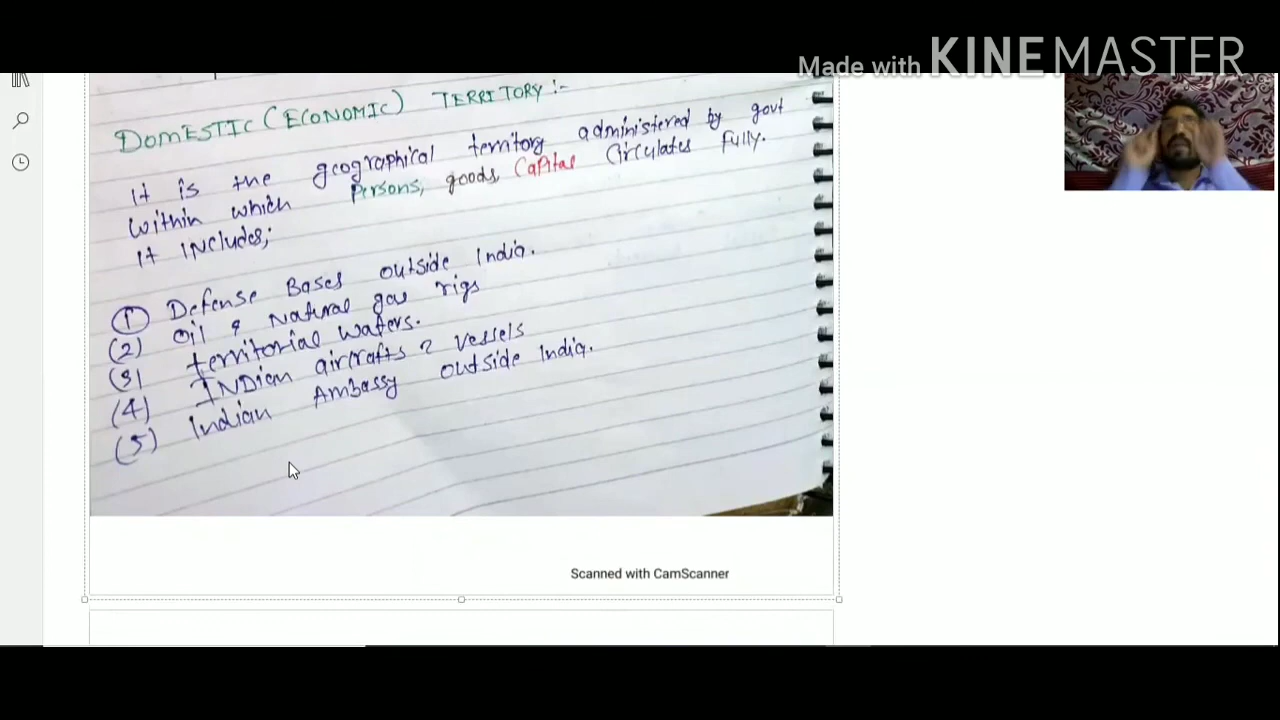 Made with KINEMASTER
DOMESTIC (ECONOMIC) TERRITORY :-
It is the geographical territory administered by govt
within which Persons, goods, Capital Circulates fully.
It INCludes;
(1) Defense Bases outside India.
(2) Oil & Natural gas rigs
(3) territorial waters.
(4) INDian aircrafts & vessels
(5) Indian Ambassy outside India.
Scanned with CamScanner